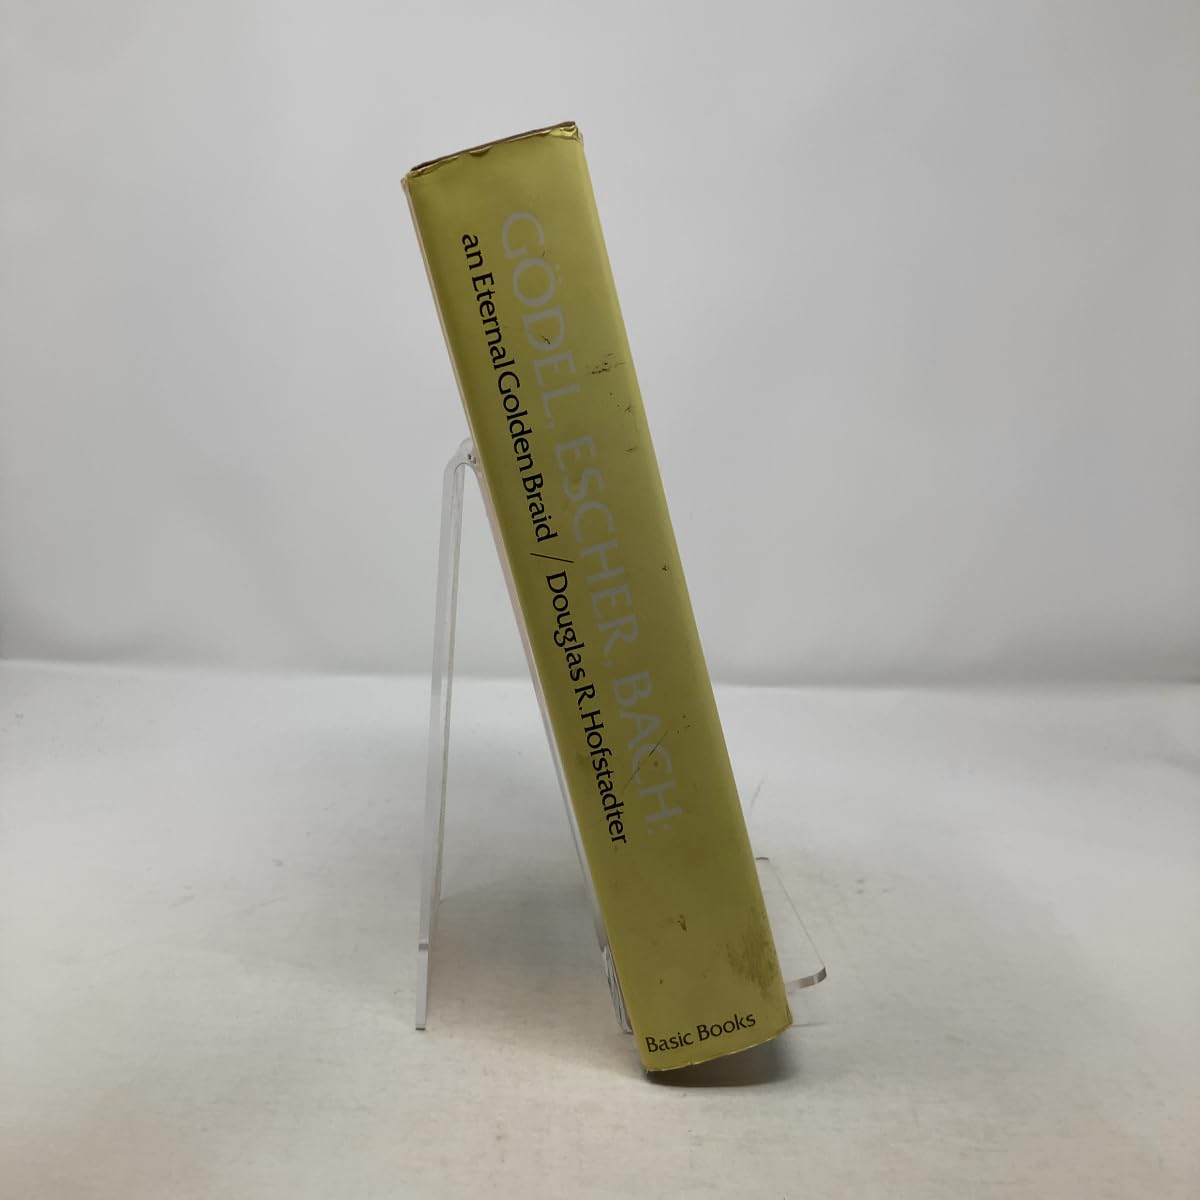 GÖDEL, ESCHER, BACH:
an Eternal Golden Braid / Douglas R. Hofstadter
Basic Books